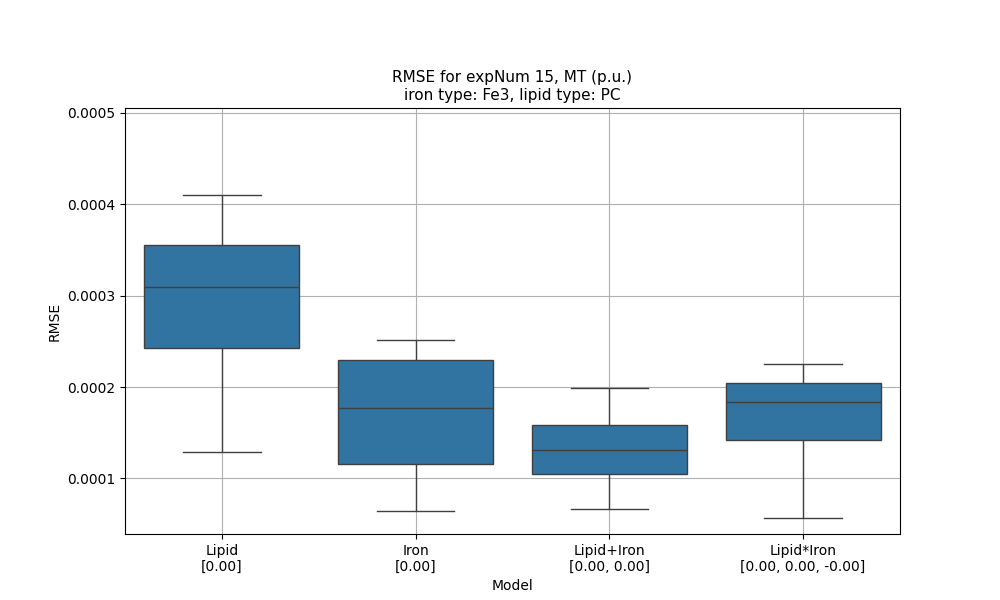 RMSE for expNum 15, MT (p.u.)
iron type: Fe3, lipid type: PC
0.0005
0.0004
0.0003
0.0002
0.0001
RMSE
Lipid
[0.00]
Iron
[0.00]
Lipid+Iron
[0.00, 0.00]
Lipid*Iron
[0.00, 0.00, -0.00]
Model